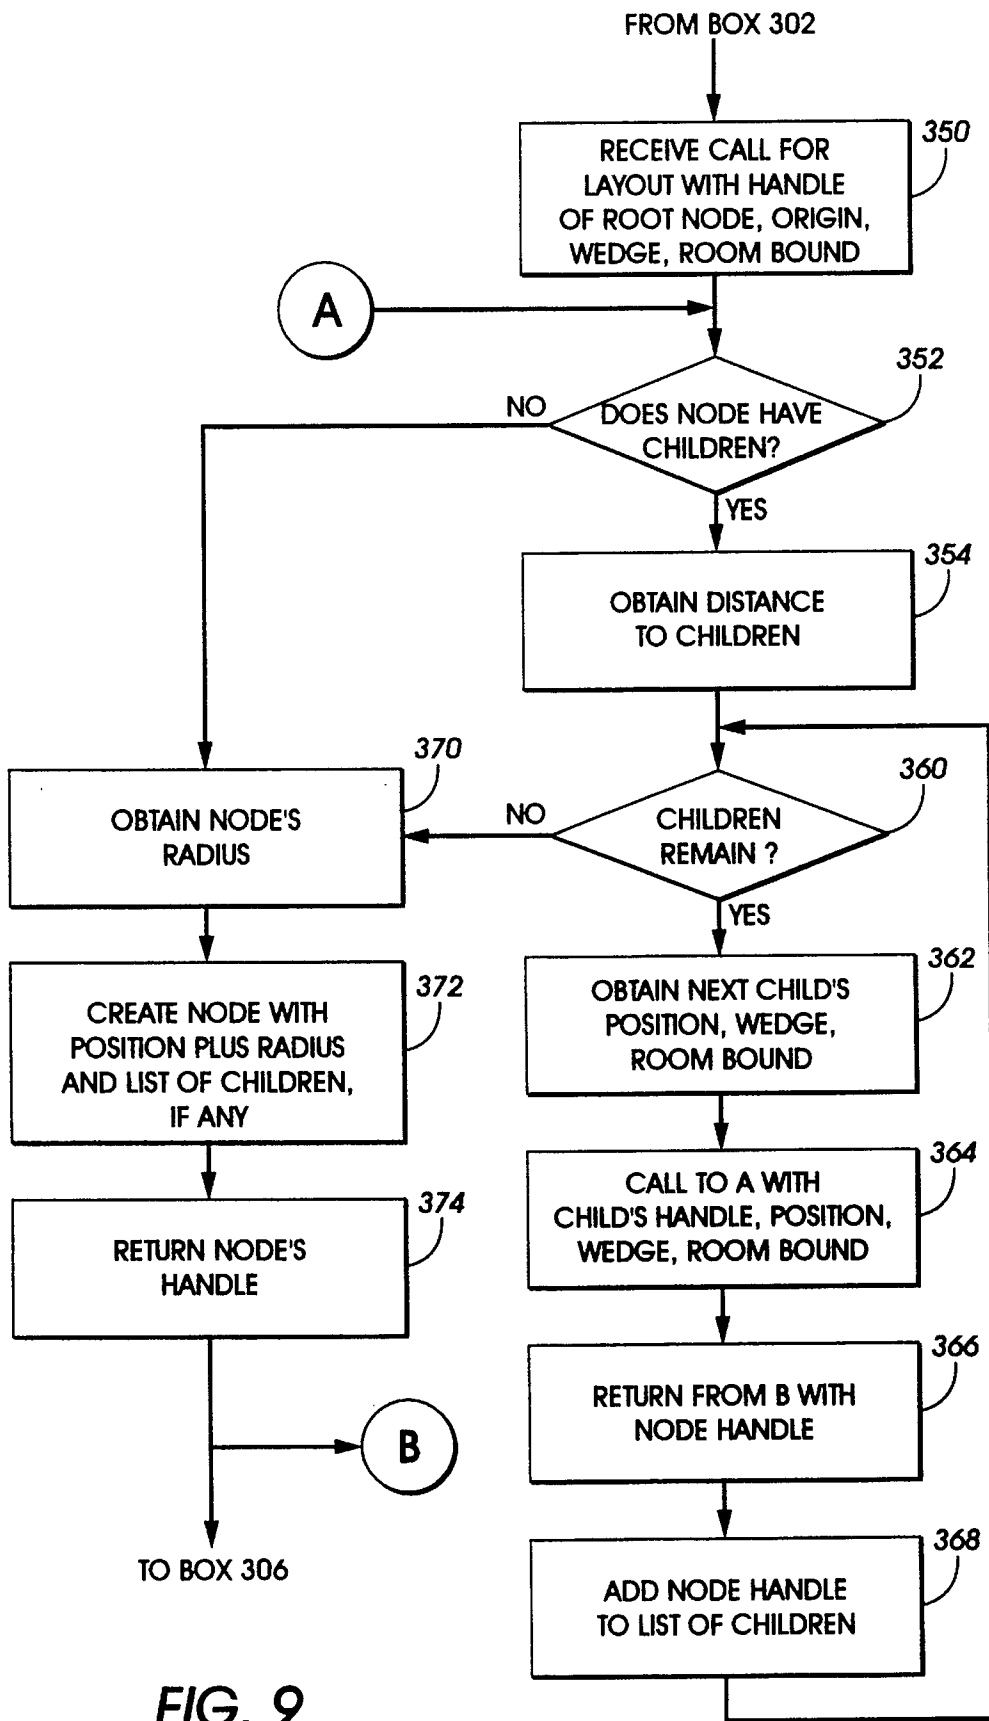 FROM BOX 302
RECEIVE CALL FOR
LAYOUT WITH HANDLE
OF ROOT NODE, ORIGIN,
WEDGE, ROOM BOUND
350
A
352
DOES NODE HAVE
CHILDREN?
NO
YES
354
OBTAIN DISTANCE
TO CHILDREN
370
OBTAIN NODE'S
RADIUS
360
CHILDREN
REMAIN ?
NO
YES
362
OBTAIN NEXT CHILD'S
POSITION, WEDGE,
ROOM BOUND
372
CREATE NODE WITH
POSITION PLUS RADIUS
AND LIST OF CHILDREN,
IF ANY
364
CALL TO A WITH
CHILD'S HANDLE, POSITION,
WEDGE, ROOM BOUND
374
RETURN NODE'S
HANDLE
366
RETURN FROM B WITH
NODE HANDLE
B
TO BOX 306
368
ADD NODE HANDLE
TO LIST OF CHILDREN
FIG. 9